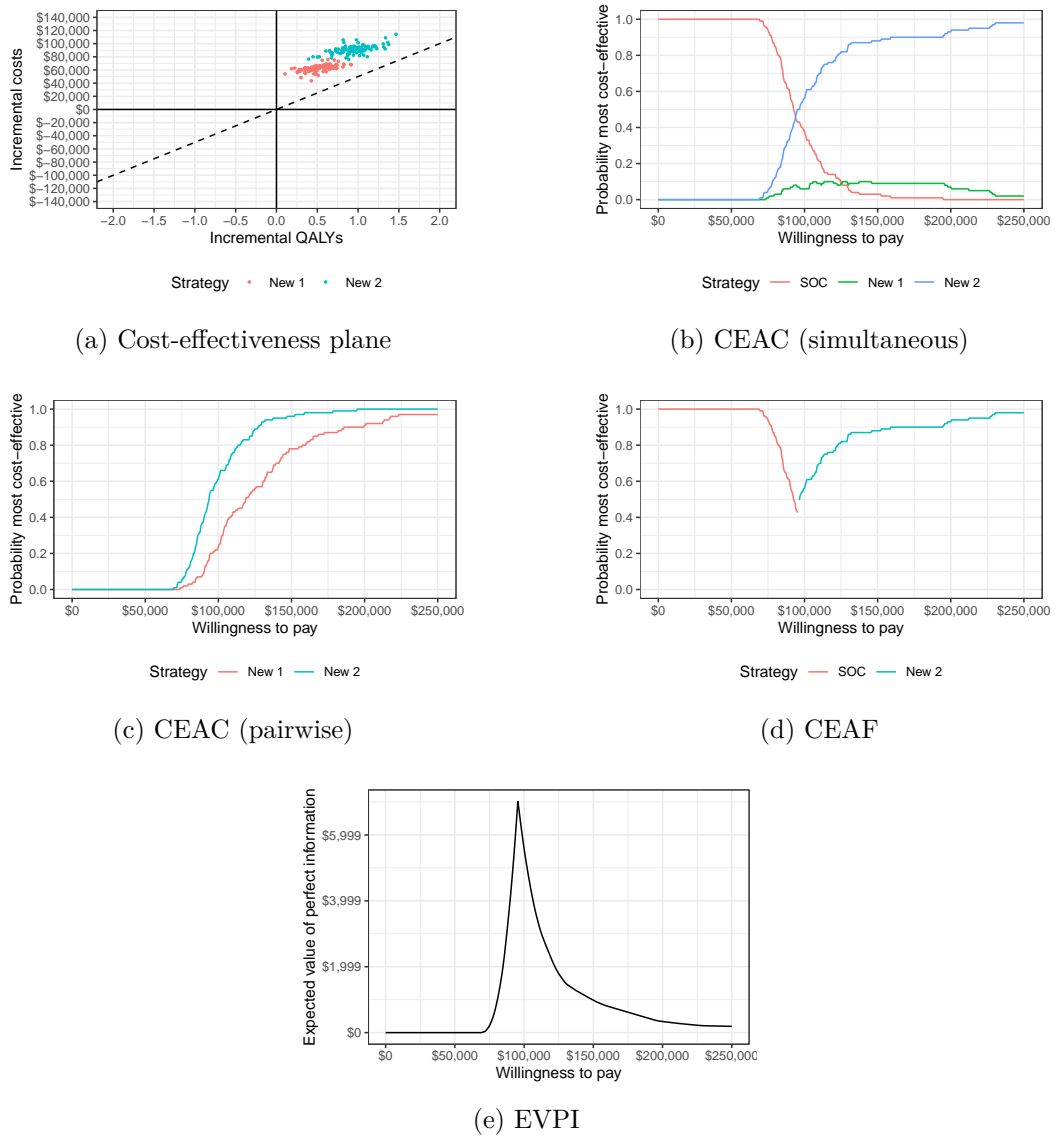 $140,000
$120,000
$100,000
$80,000
$60,000
$40,000
$20,000
$0
$−20,000
$−40,000
$−60,000
$−80,000
$−100,000
$−120,000
$−140,000
Incremental costs
−2.0 −1.5 −1.0 −0.5 0.0 0.5 1.0 1.5 2.0
Incremental QALYs
Strategy New 1 New 2
(a) Cost-effectiveness plane
1.0
0.8
0.6
0.4
0.2
0.0
Probability most cost−effective
$0 $50,000 $100,000 $150,000 $200,000 $250,000
Willingness to pay
Strategy SOC New 1 New 2
(b) CEAC (simultaneous)
1.0
0.8
0.6
0.4
0.2
0.0
Probability most cost−effective
$0 $50,000 $100,000 $150,000 $200,000 $250,000
Willingness to pay
Strategy New 1 New 2
(c) CEAC (pairwise)
1.0
0.8
0.6
0.4
0.2
0.0
Probability most cost−effective
$0 $50,000 $100,000 $150,000 $200,000 $250,000
Willingness to pay
Strategy SOC New 2
(d) CEAF
$5,999
$3,999
$1,999
$0
Expected value of perfect information
$0 $50,000 $100,000 $150,000 $200,000 $250,000
Willingness to pay
(e) EVPI